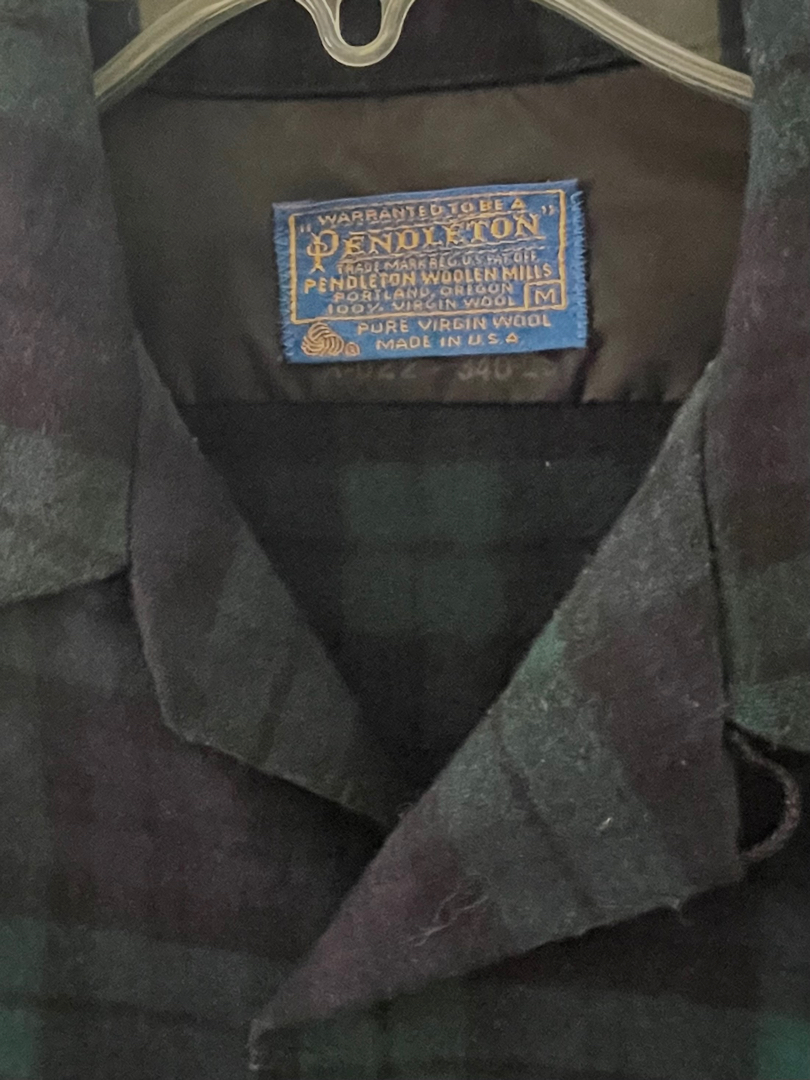 WARRANTED TO BE A
"PENDLETON"
TRADE MARK REG. U.S. PAT. OFF.
PENDLETON WOOLEN MILLS
PORTLAND, OREGON
100% VIRGIN WOOL M
PURE VIRGIN WOOL
MADE IN U.S.A.